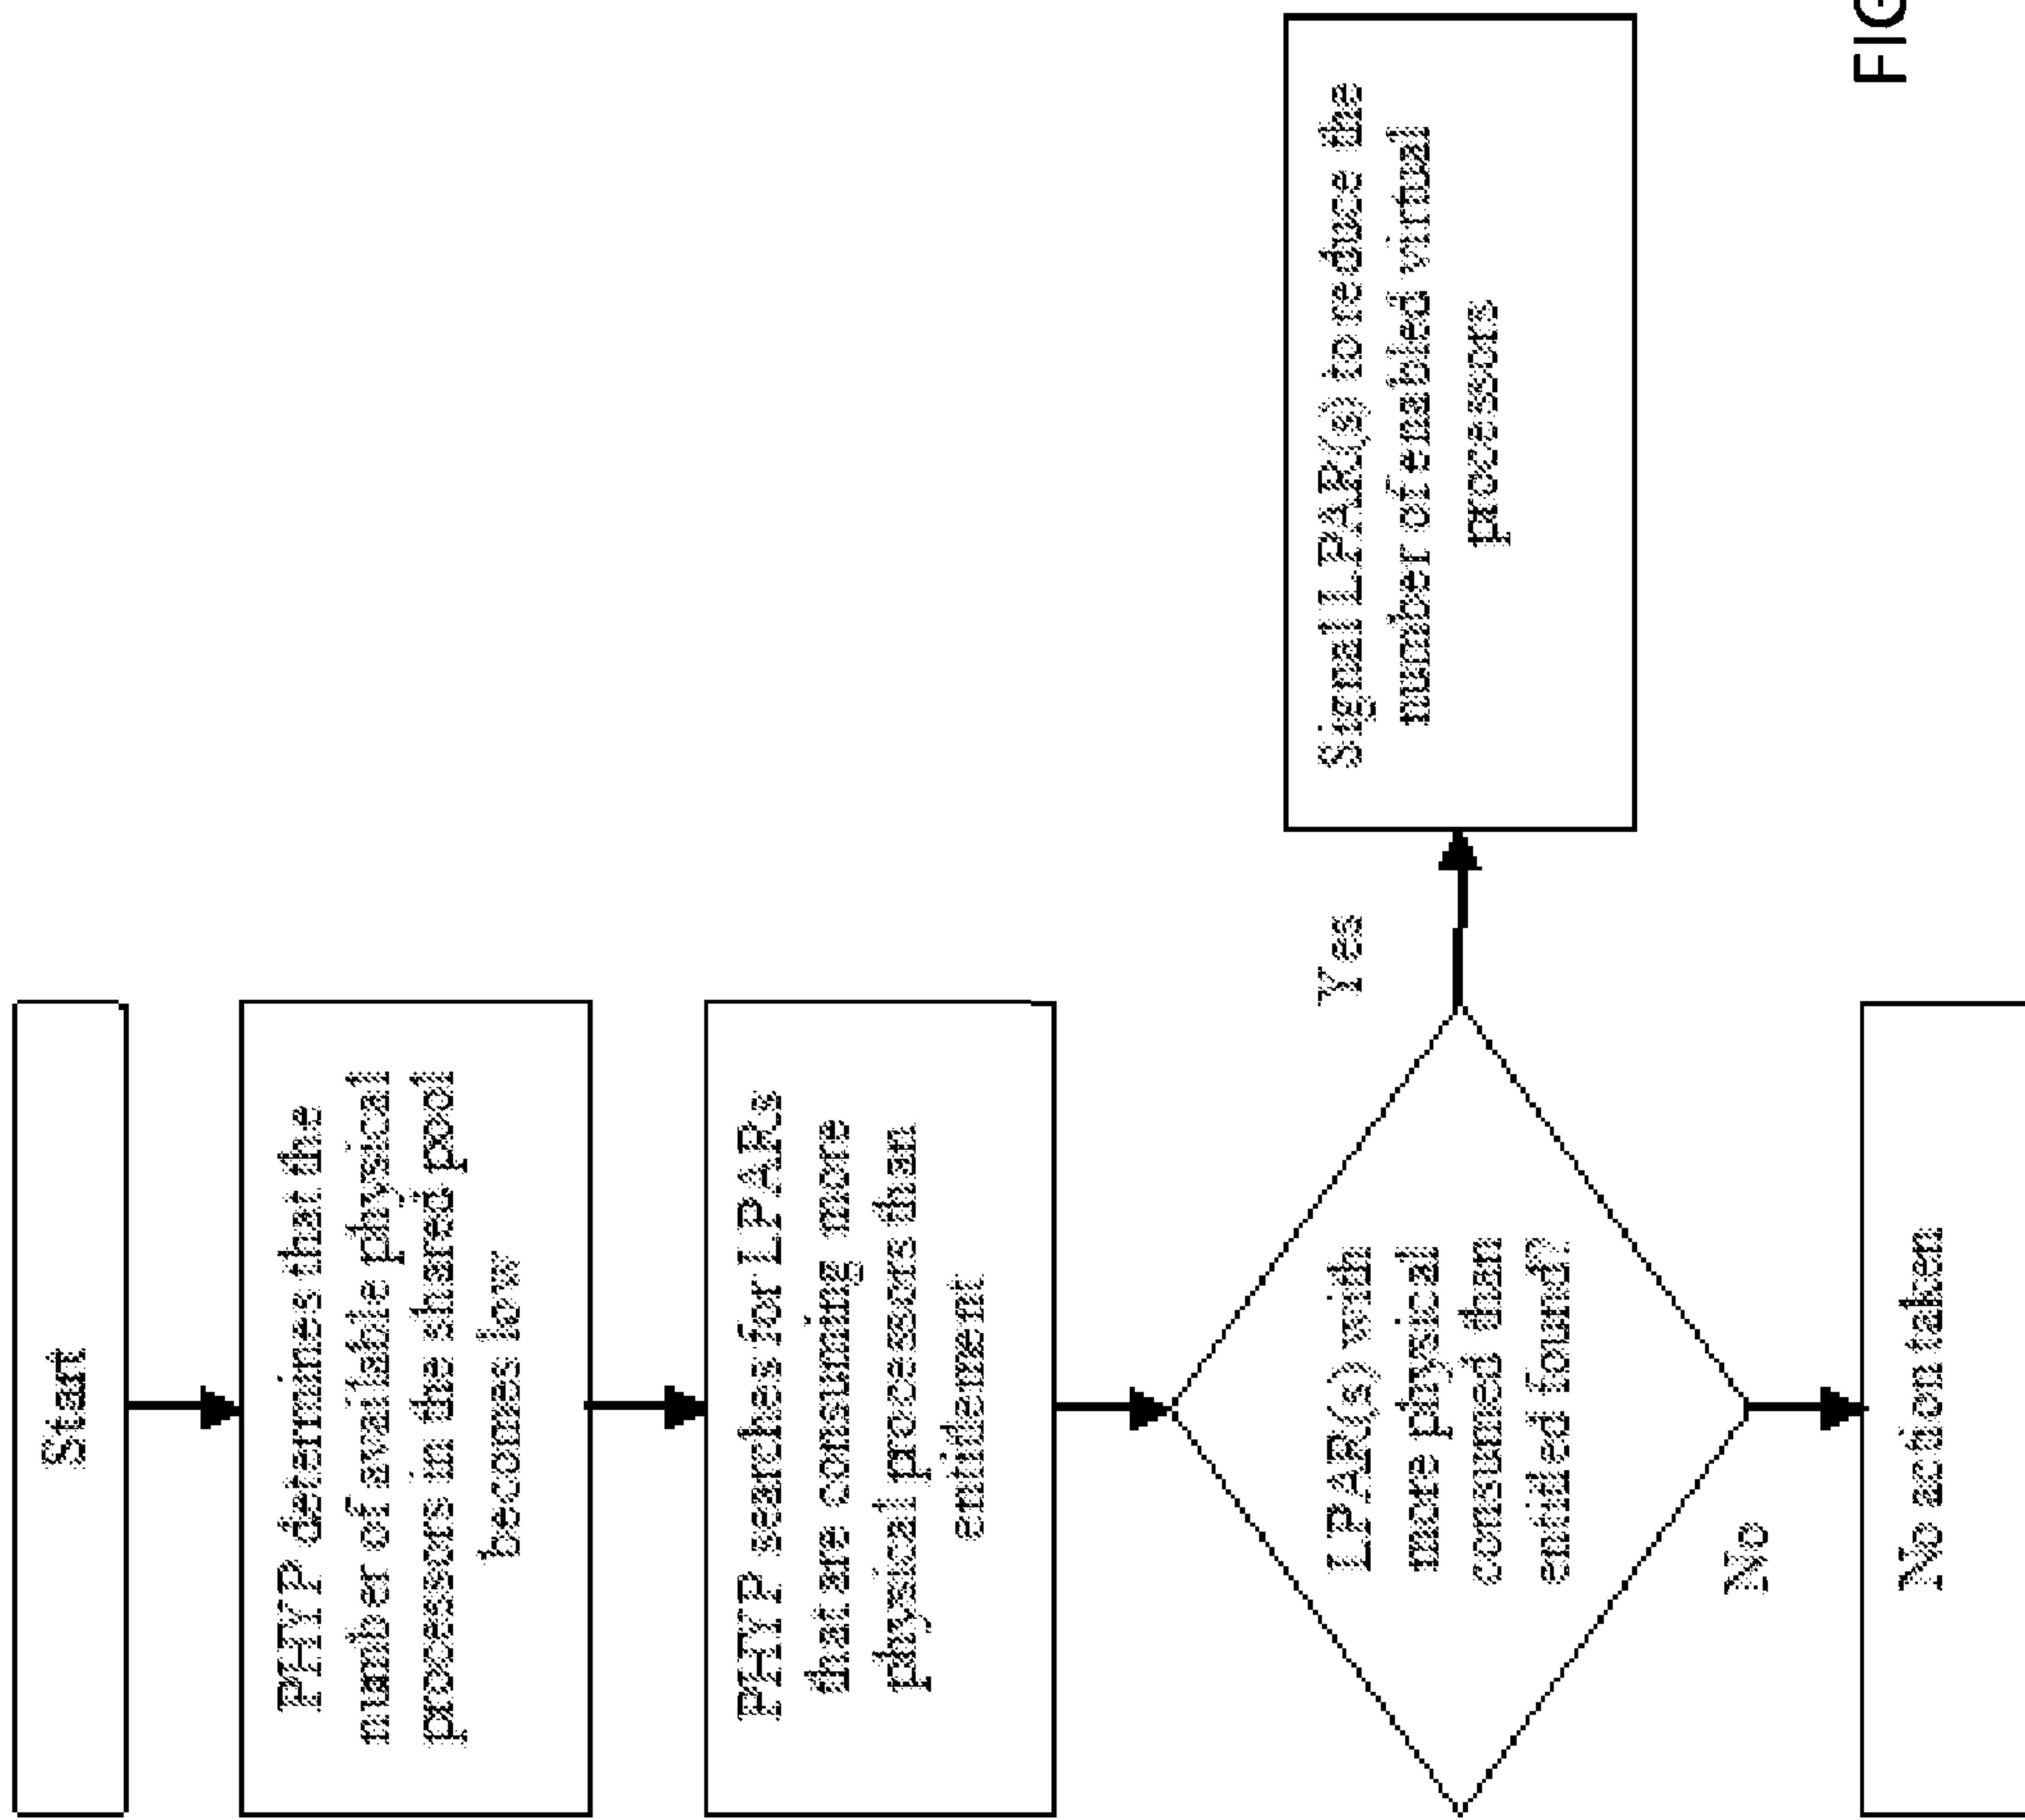 Start
PHYP determines that the
number of available physical
processors in the shared pool
becomes low
PHYP searches for LPARs
that are consuming more
physical processors than
entitlement
LPAR(s) with
more physical
consumed than
entitled found?
Yes
Signal LPAR(s) to reduce the
number of enabled virtual
processors
No
No action taken
FIG